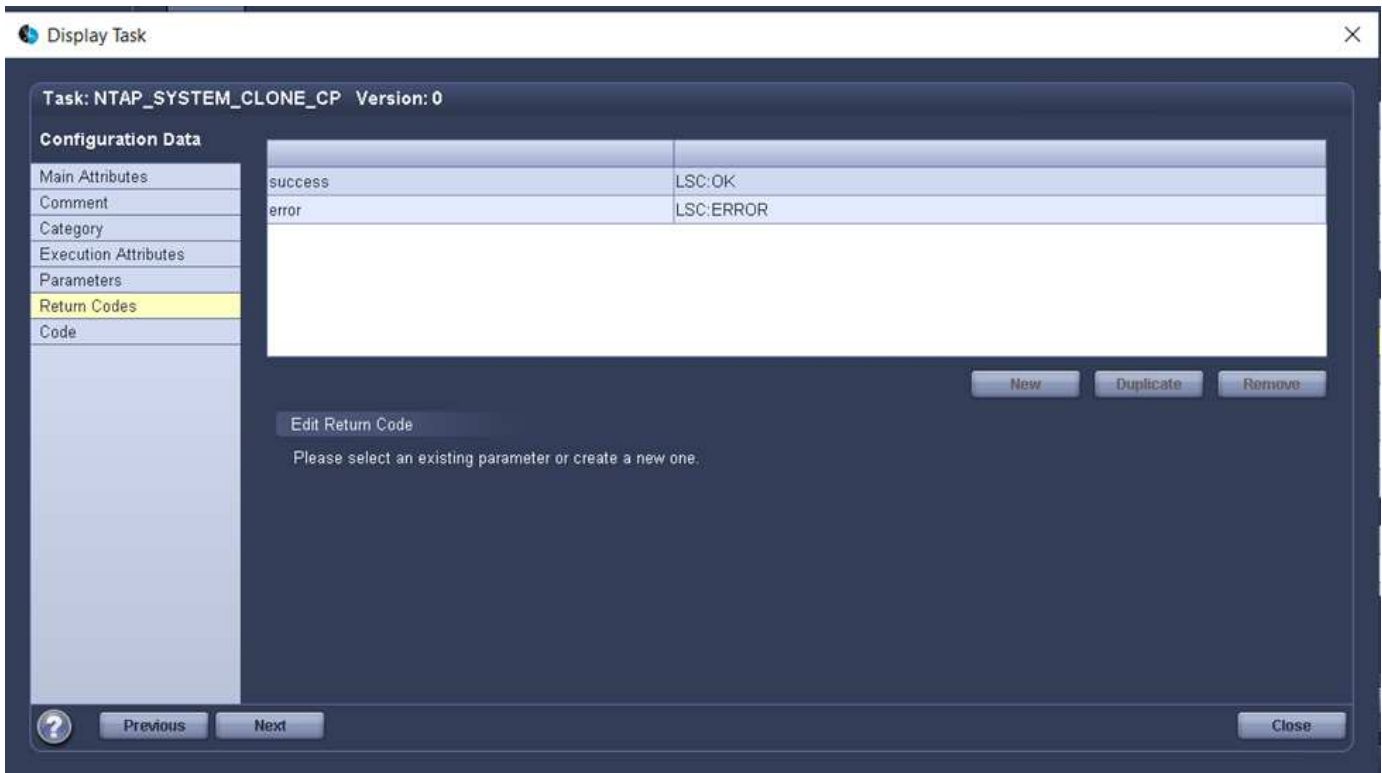 Display Task
Task: NTAP_SYSTEM_CLONE_CP Version: 0
Configuration Data
Main Attributes
Comment
Category
Execution Attributes
Parameters
Return Codes
Code
success LSC:OK
error LSC:ERROR
New Duplicate Remove
Edit Return Code
Please select an existing parameter or create a new one.
? Previous Next Close